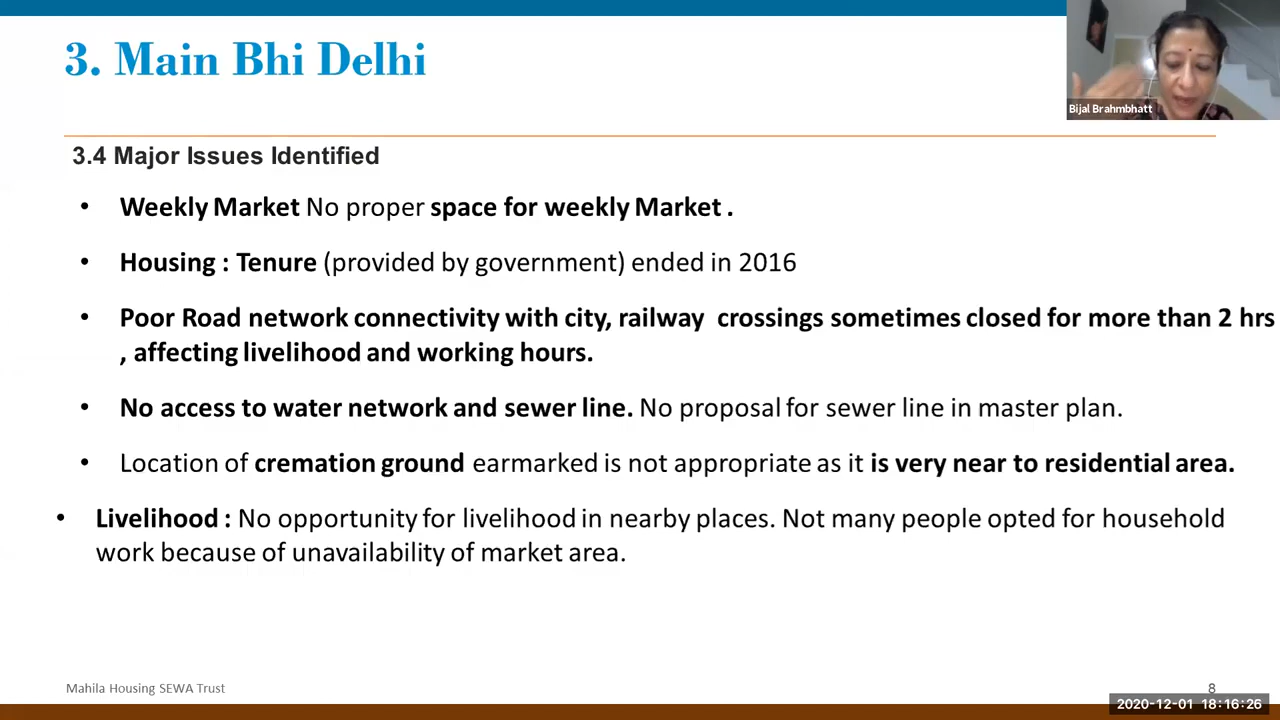 3. Main Bhi Delhi
Bijal Brahmbhatt
3.4 Major Issues Identified
• Weekly Market No proper space for weekly Market .
• Housing : Tenure (provided by government) ended in 2016
• Poor Road network connectivity with city, railway crossings sometimes closed for more than 2 hrs
, affecting livelihood and working hours.
• No access to water network and sewer line. No proposal for sewer line in master plan.
• Location of cremation ground earmarked is not appropriate as it is very near to residential area.
• Livelihood : No opportunity for livelihood in nearby places. Not many people opted for household
work because of unavailability of market area.
Mahila Housing SEWA Trust
8
2020-12-01 18:16:26